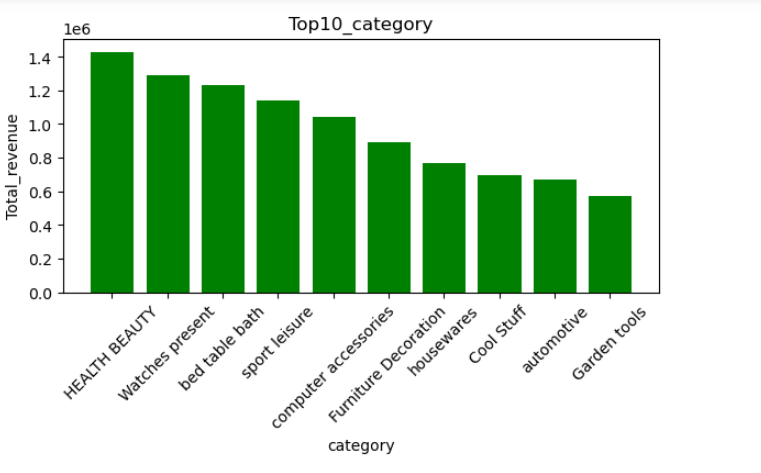 Top10_category
1e6
Total_revenue
1.4
1.2
1.0
0.8
0.6
0.4
0.2
0.0
HEALTH BEAUTY
Watches present
bed table bath
sport leisure
computer accessories
Furniture Decoration
housewares
Cool Stuff
automotive
Garden tools
category